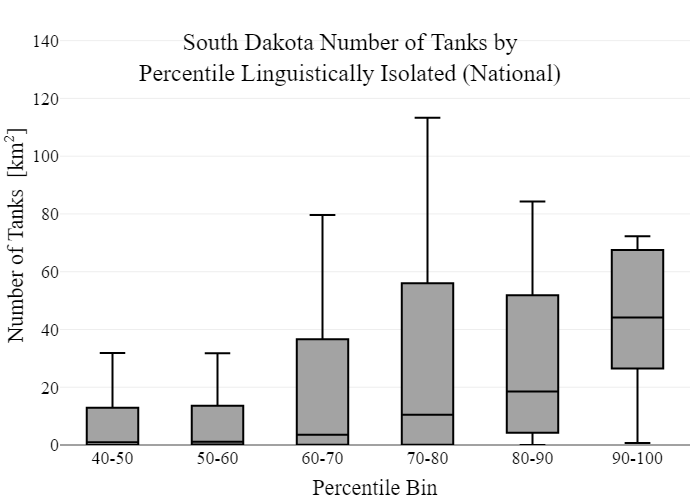 South Dakota Number of Tanks by
Percentile Linguistically Isolated (National)
Number of Tanks [km²]
140
120
100
80
60
40
20
0
40-50 50-60 60-70 70-80 80-90 90-100
Percentile Bin